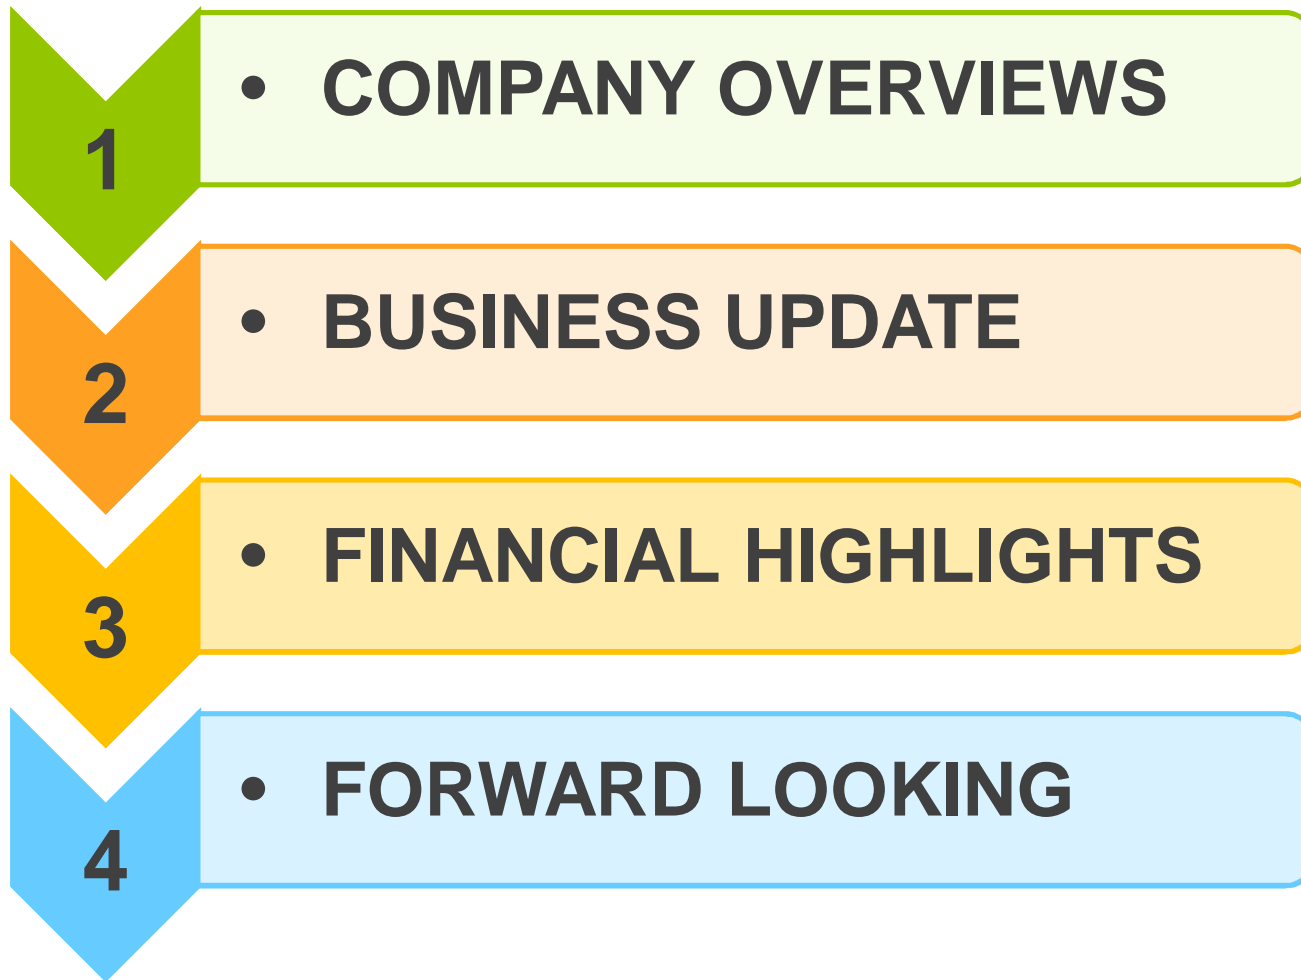 1
• COMPANY OVERVIEWS
2
• BUSINESS UPDATE
3
• FINANCIAL HIGHLIGHTS
4
• FORWARD LOOKING